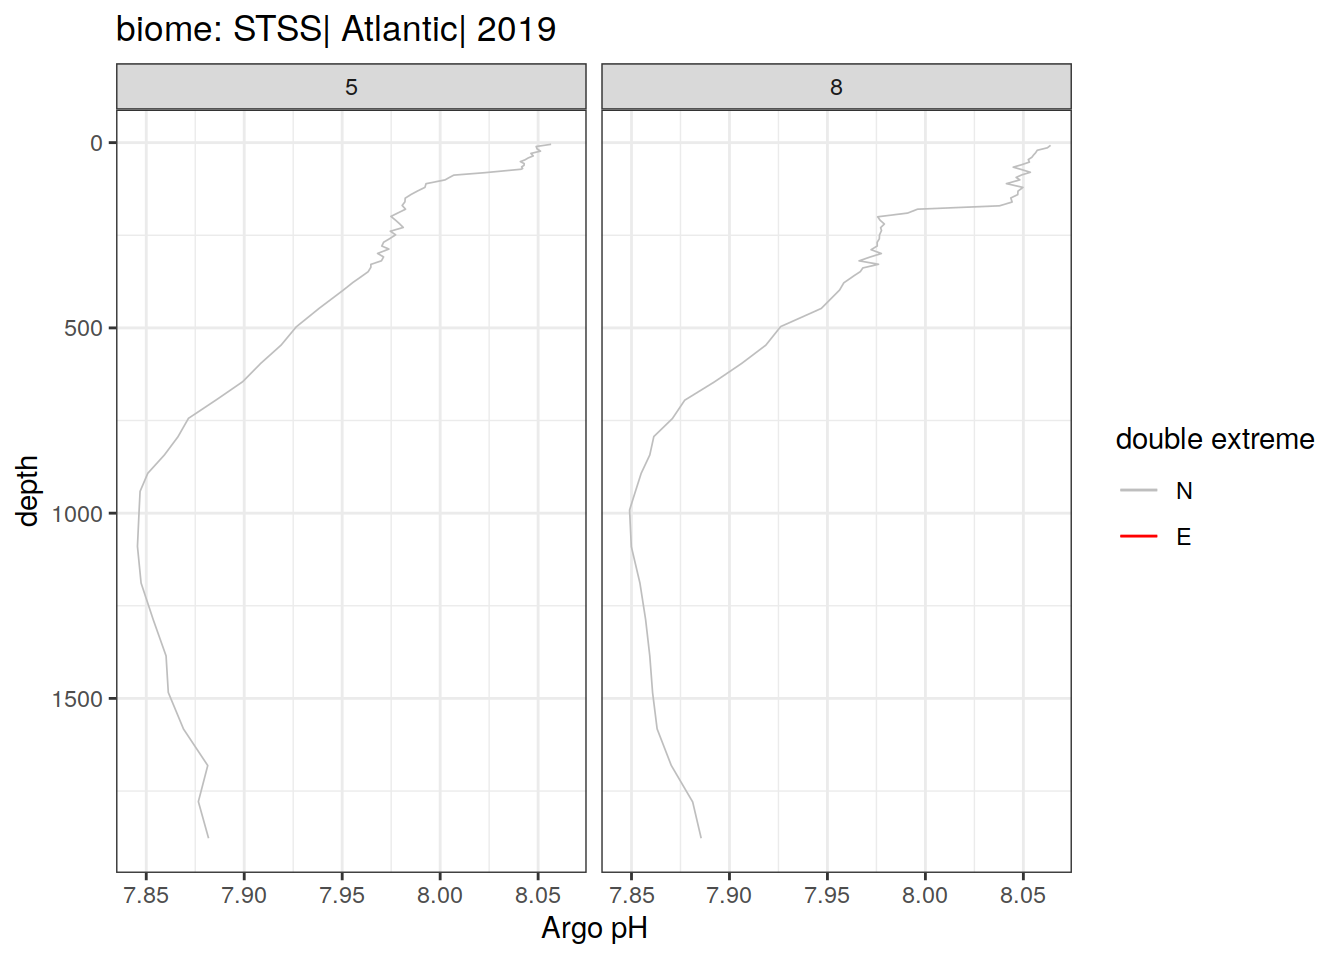 biome: STSS| Atlantic| 2019
5 8
0
500
1000
1500
depth
7.85 7.90 7.95 8.00 8.05 7.85 7.90 7.95 8.00 8.05
Argo pH
double extreme
N
E